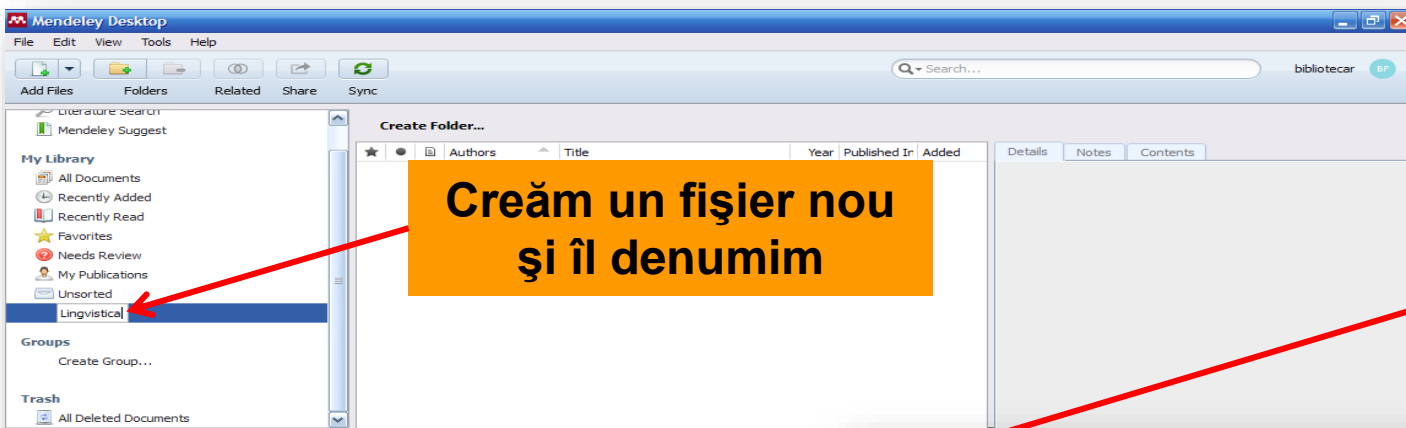 Mendeley Desktop
File Edit View Tools Help
Search...
bibliotecar BF
Add Files Folders Related Share Sync
Literature Search
Mendeley Suggest
Create Folder...
Authors Title Year Published In Added
Details Notes Contents
My Library
All Documents
Recently Added
Recently Read
Favorites
Needs Review
My Publications
Unsorted
Lingvistica
Groups
Create Group...
Trash
All Deleted Documents
Creăm un fişier nou
şi îl denumim